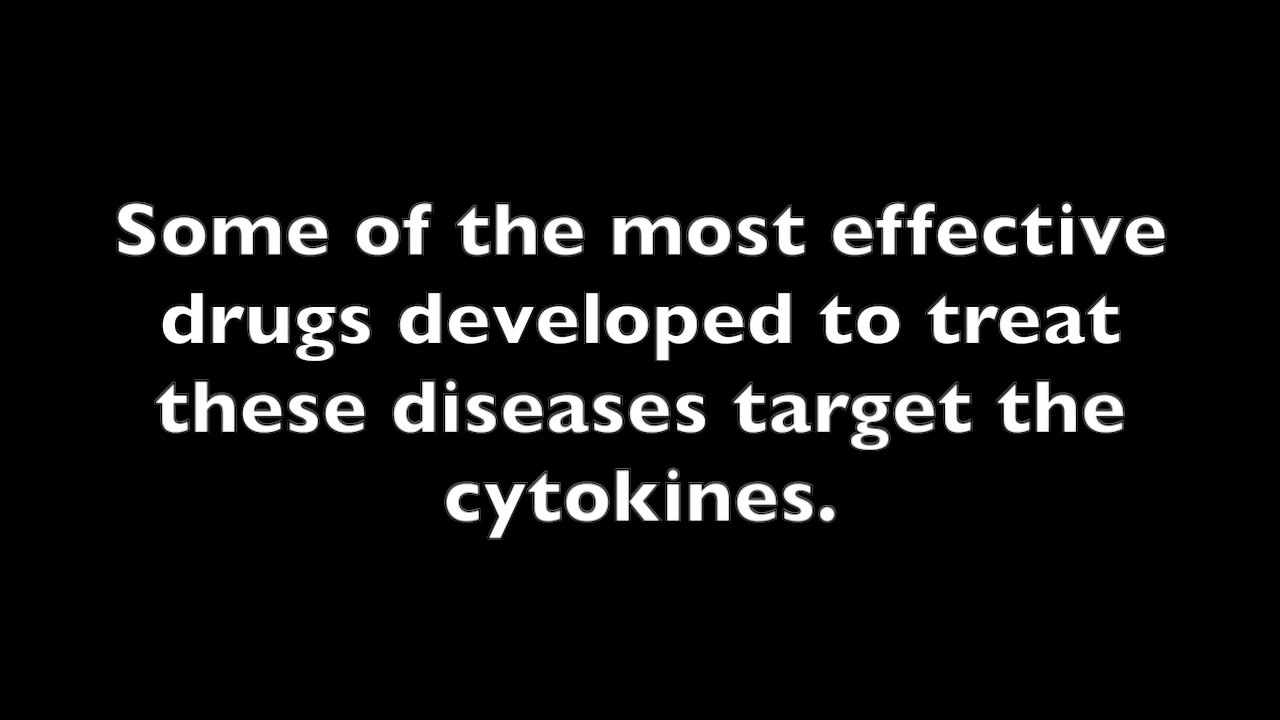 Some of the most effective
drugs developed to treat
these diseases target the
cytokines.